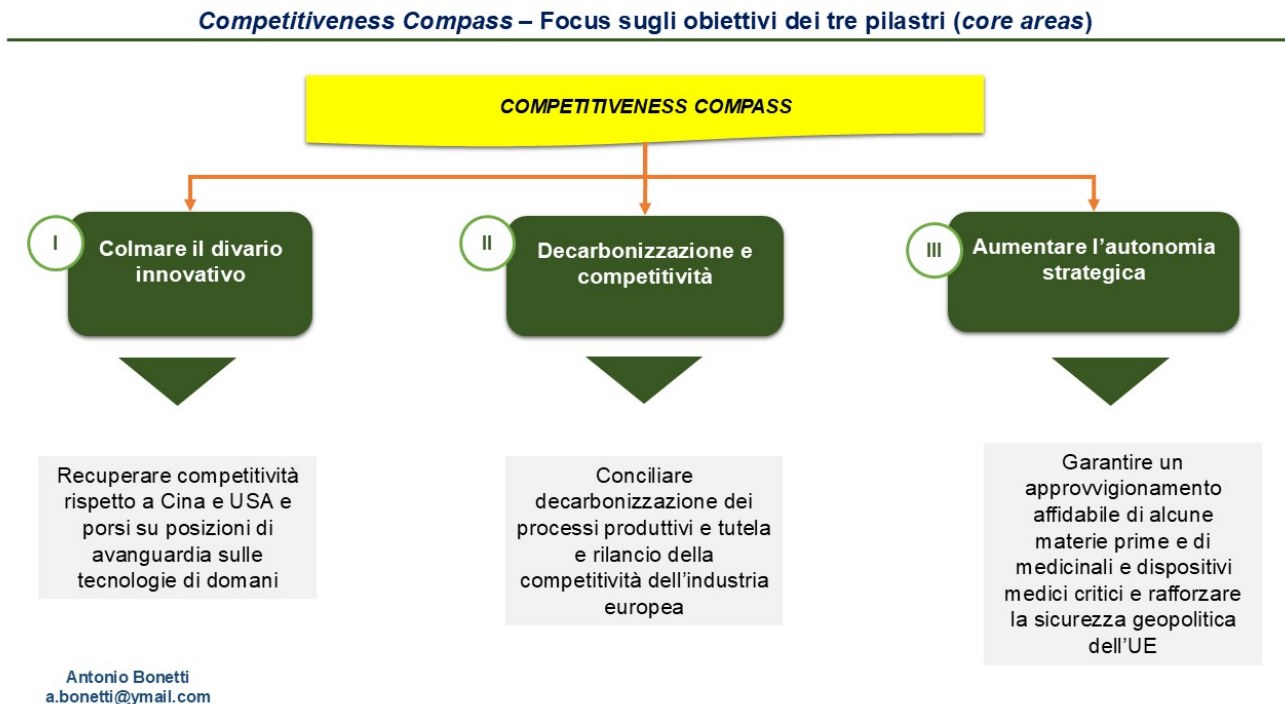 Competitiveness Compass – Focus sugli obiettivi dei tre pilastri (core areas)
COMPETITIVENESS COMPASS
I
Colmare il divario
innovativo
II
Decarbonizzazione e
competitività
III
Aumentare l’autonomia
strategica
Recuperare competitività
rispetto a Cina e USA e
porsi su posizioni di
avanguardia sulle
tecnologie di domani
Conciliare
decarbonizzazione dei
processi produttivi e tutela
e rilancio della
competitività dell’industria
europea
Garantire un
approvvigionamento
affidabile di alcune
materie prime e di
medicinali e dispositivi
medici critici e rafforzare
la sicurezza geopolitica
dell’UE
Antonio Bonetti
a.bonetti@ymail.com